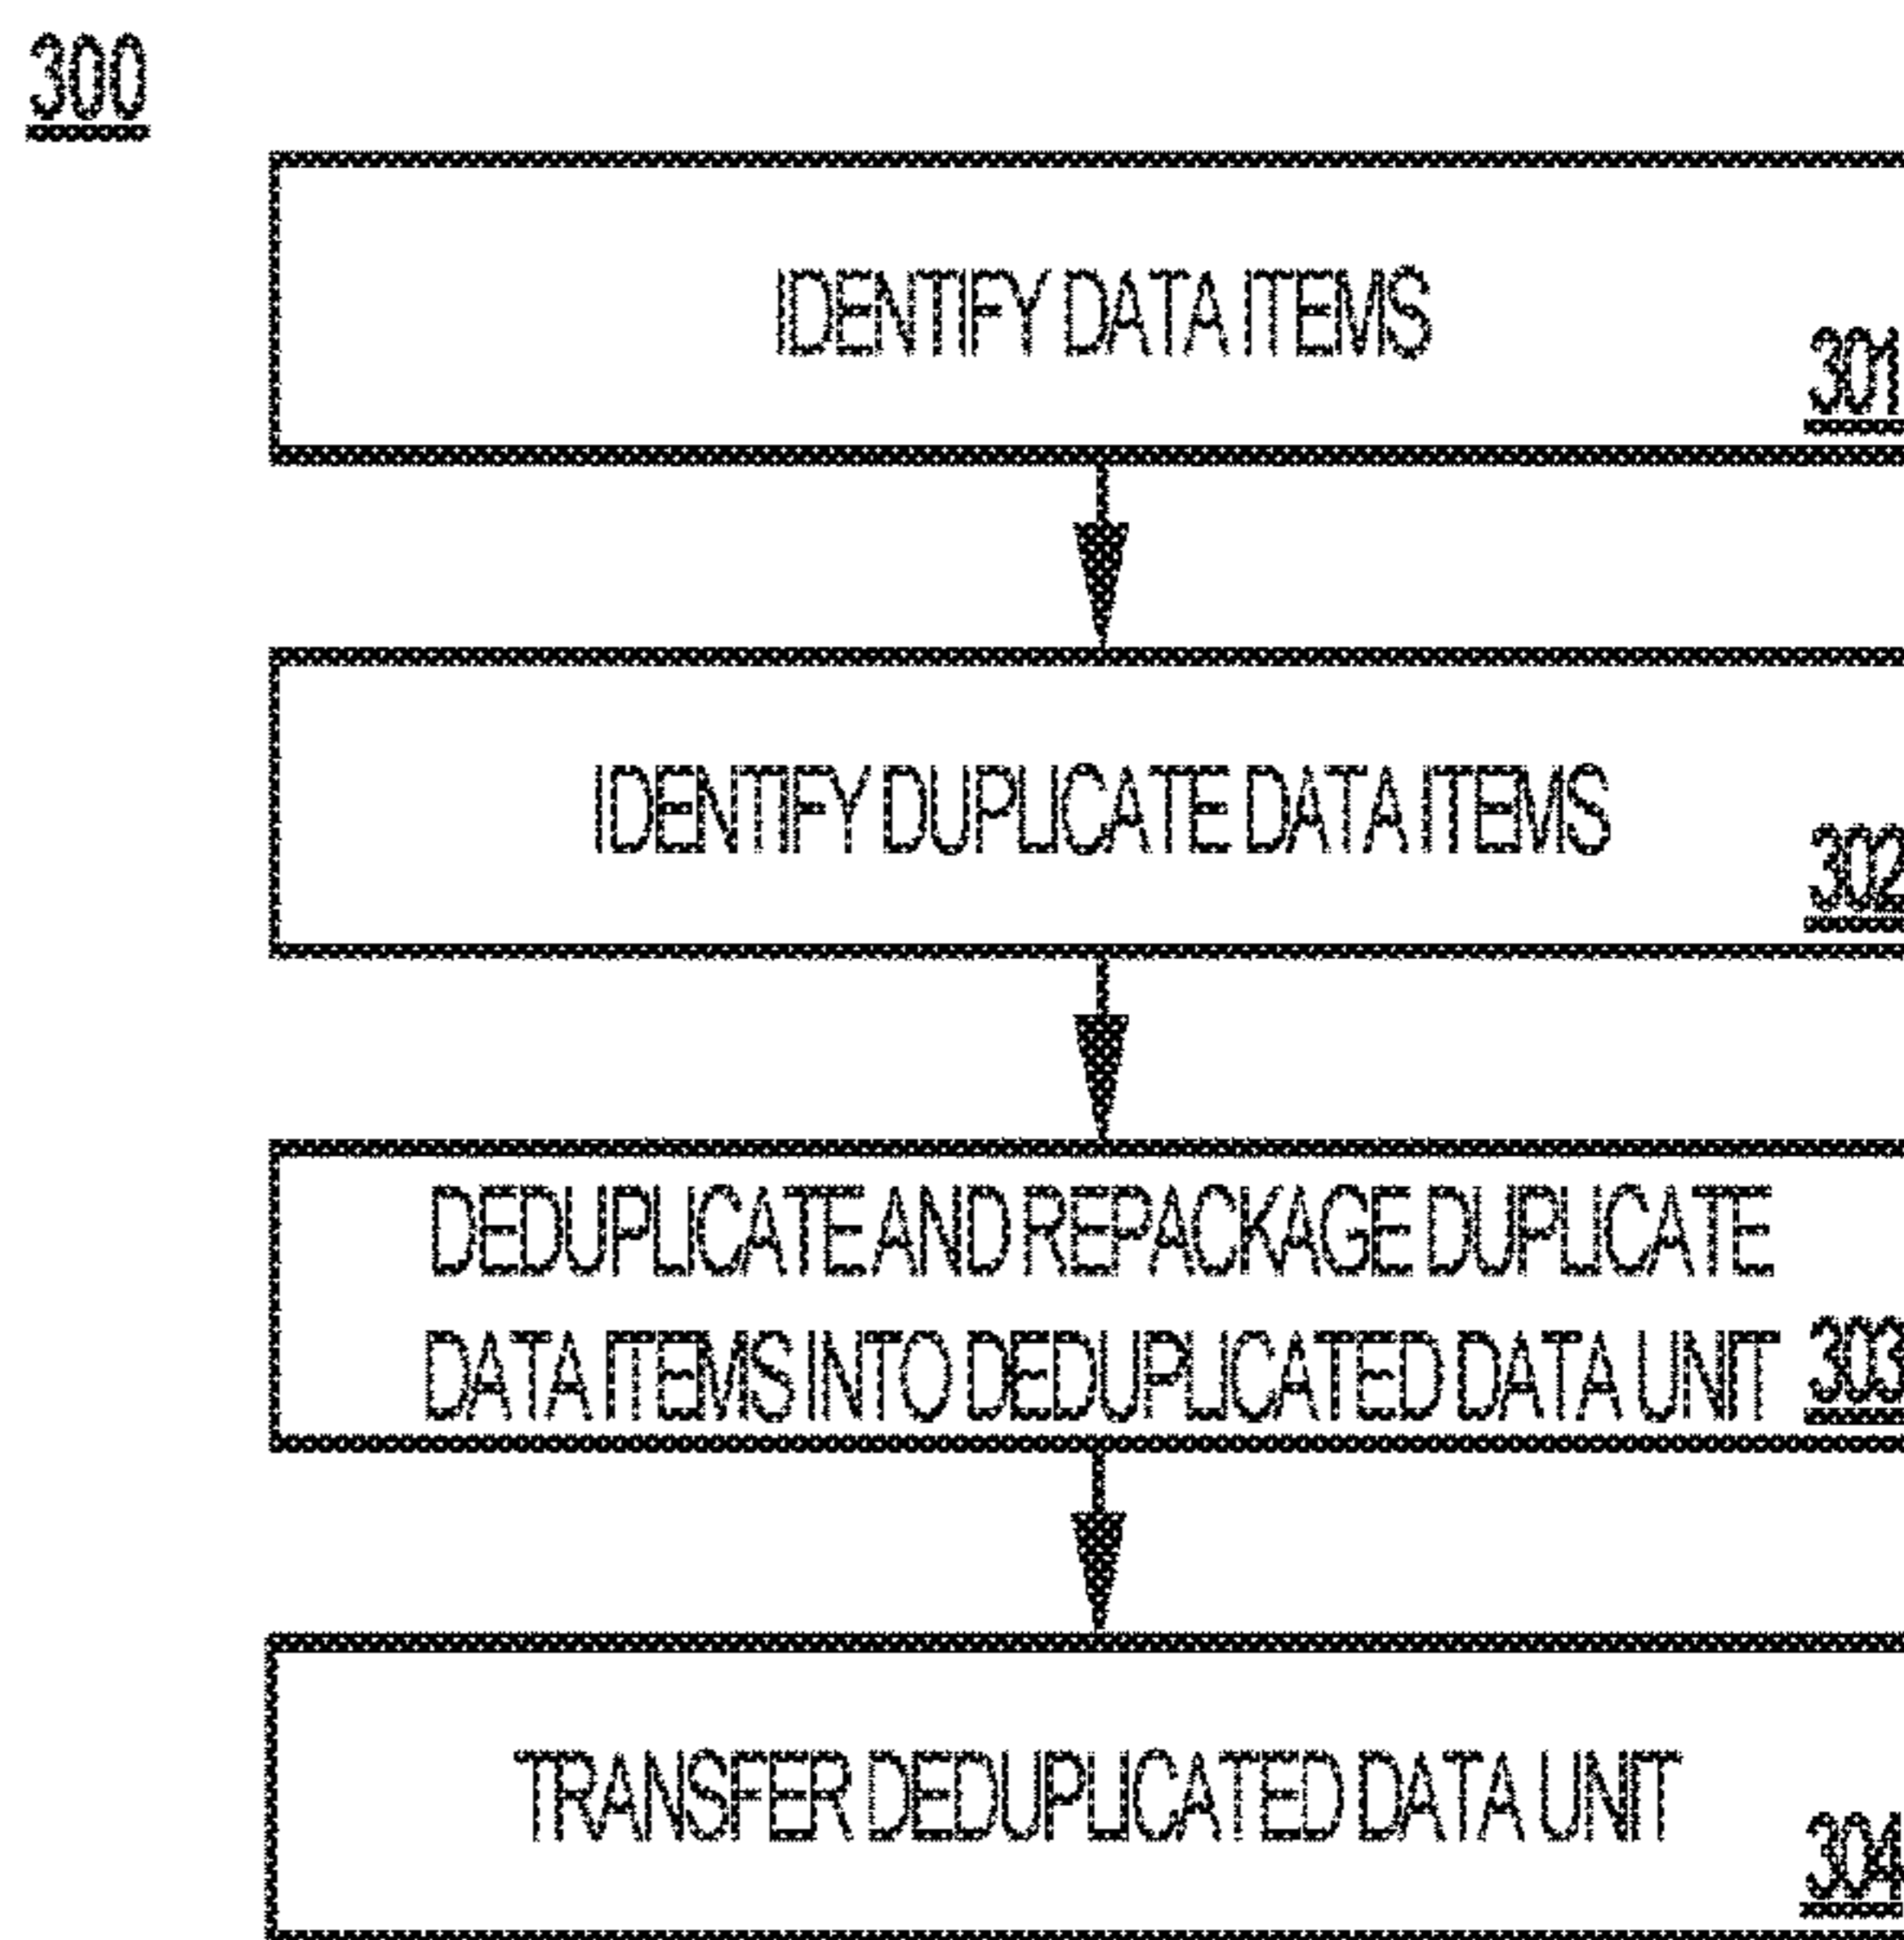 300
IDENTIFY DATA ITEMS
301
IDENTIFY DUPLICATE DATA ITEMS
302
DEDUPLICATE AND REPACKAGE DUPLICATE
DATA ITEMS INTO DEDUPLICATED DATA UNIT
303
TRANSFER DEDUPLICATED DATA UNIT
304